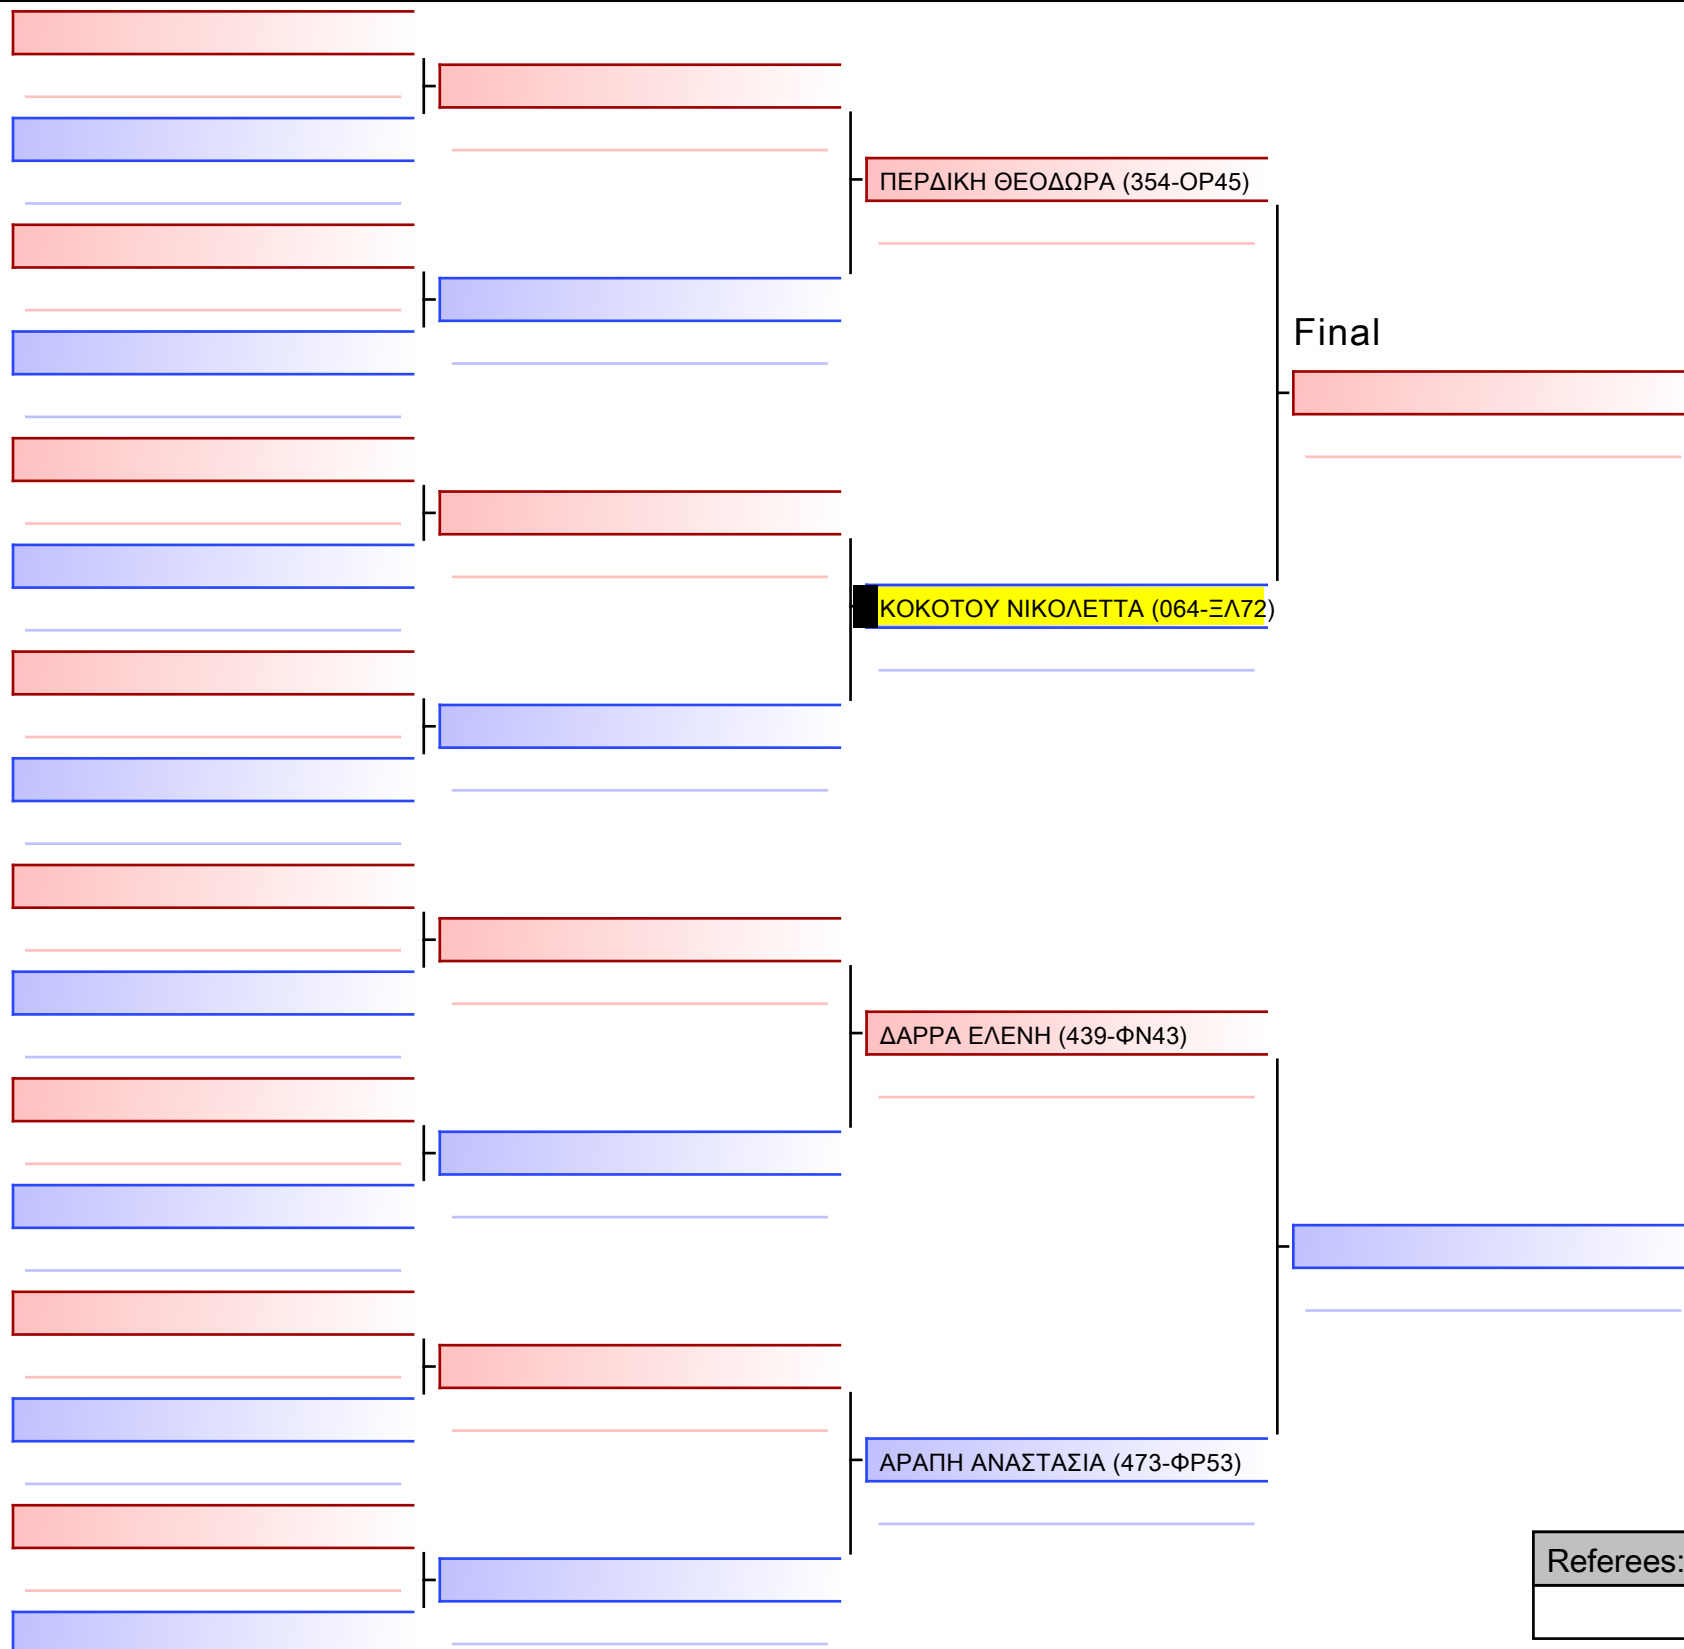 ΠΕΡΔΙΚΗ ΘΕΟΔΩΡΑ (354-ΟΡ45)
Final
ΚΟΚΟΤΟΥ ΝΙΚΟΛΕΤΤΑ (064-ΞΛ72)
ΔΑΡΡΑ ΕΛΕΝΗ (439-ΦΝ43)
ΑΡΑΠΗ ΑΝΑΣΤΑΣΙΑ (473-ΦΡ53)
Referees: